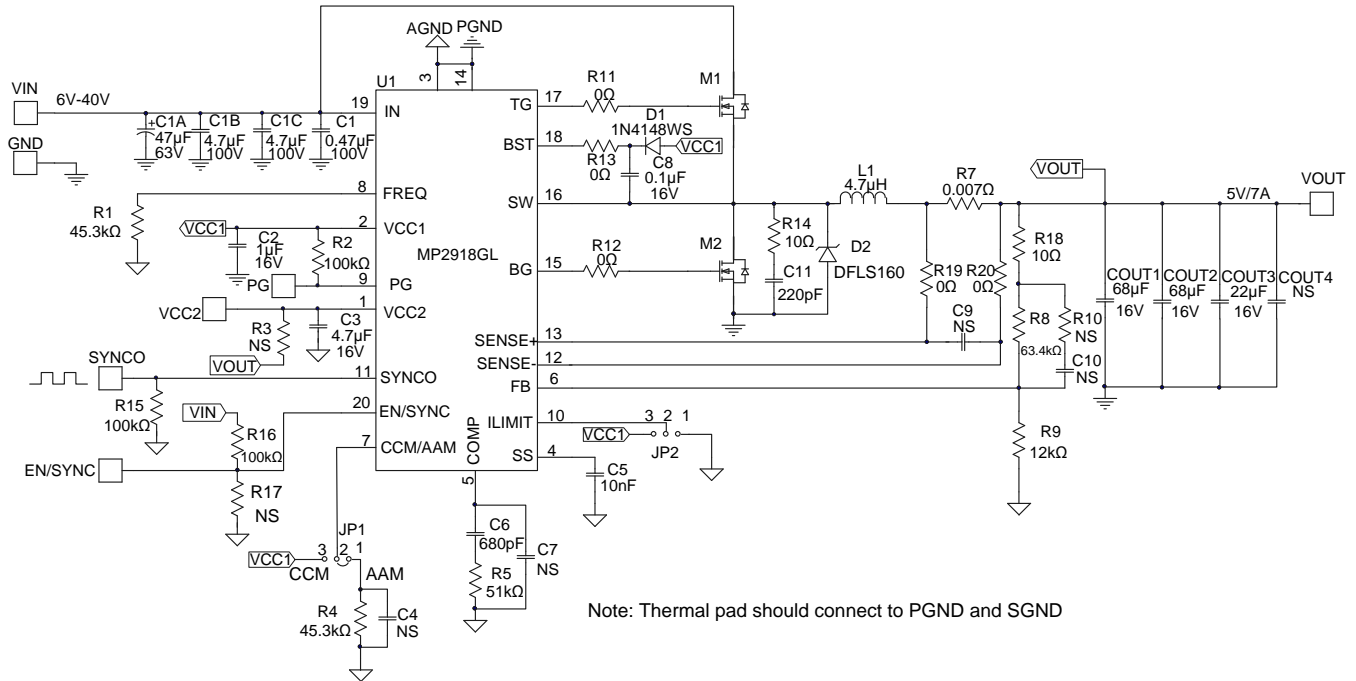 AGND PGND
VIN
6V-40V
U1
3
14
M1
R11
0Ω
17
TG
19
IN
C1A
47µF
63V
C1B
4.7µF
100V
C1C
4.7µF
100V
C1
0.47µF
100V
GND
D1
1N4148WS
18
BST
R13
0Ω
VCC1
C8
0.1µF
16V
8
FREQ
R1
45.3kΩ
16
SW
L1
4.7µH
R7
0.007Ω
VOUT
5V/7A
VOUT
VCC1
2
VCC1
C2
1µF
16V
R2
100kΩ
MP2918GL
PG
9
PG
R12
0Ω
15
BG
M2
R14
10Ω
D2
DFLS160
C11
220pF
R19
0Ω
R20
0Ω
R18
10Ω
COUT1
68µF
16V
COUT2
68µF
16V
COUT3
22µF
16V
COUT4
NS
VCC2
1
VCC2
R3
NS
C3
4.7µF
16V
VOUT
SENSE+
13
C9
NS
R8
63.4kΩ
R10
NS
SENSE-
12
C10
NS
SYNCO
11
SYNCO
FB
6
R15
100kΩ
VIN
R16
100kΩ
20
EN/SYNC
ILIMIT
10
VCC1
3 2 1
JP2
R9
12kΩ
7
CCM/AAM
COMP
5
SS
4
C5
10nF
EN/SYNC
R17
NS
JP1
VCC1
3 2 1
CCM
AAM
C6
680pF
C7
NS
R5
51kΩ
R4
45.3kΩ
C4
NS
Note: Thermal pad should connect to PGND and SGND
+